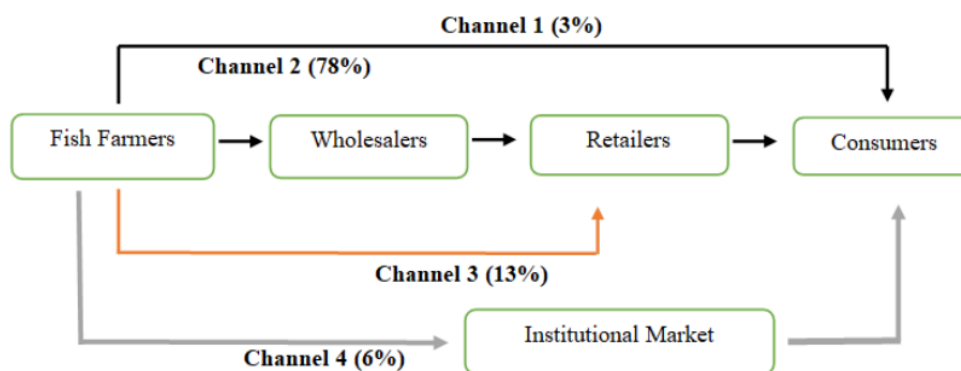 Channel 1 (3%)
Channel 2 (78%)
Fish Farmers
Wholesalers
Retailers
Consumers
Channel 3 (13%)
Institutional Market
Channel 4 (6%)